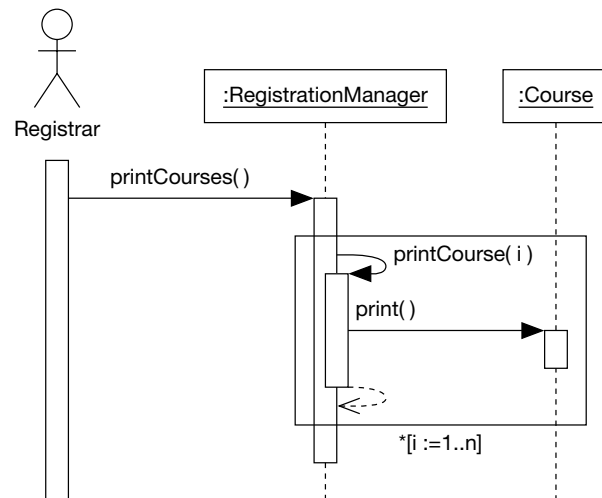 Registrar
:RegistrationManager
:Course
printCourses( )
printCourse( i )
print( )
*[i :=1..n]